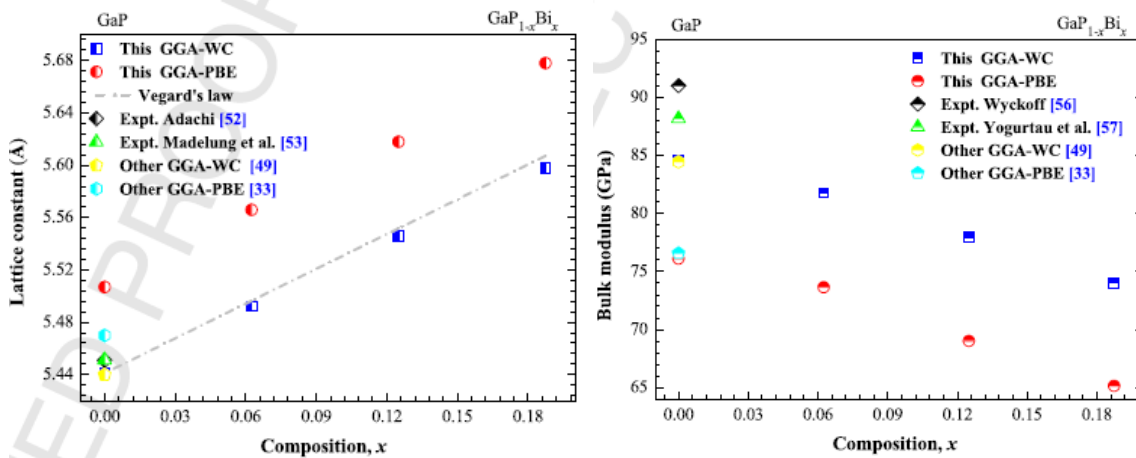 GaP
GaP1-xBix
5.68
5.64
5.60
5.56
5.52
5.48
5.44
Lattice constant (Å)
This GGA-WC
This GGA-PBE
Vegard's law
Expt. Adachi [52]
Expt. Madelung et al. [53]
Other GGA-WC [49]
Other GGA-PBE [33]
0.00 0.03 0.06 0.09 0.12 0.15 0.18
Composition, x
GaP
GaP1-xBix
95
90
85
80
75
70
65
Bulk modulus (GPa)
This GGA-WC
This GGA-PBE
Expt. Wyckoff [56]
Expt. Yogurtau et al. [57]
Other GGA-WC [49]
Other GGA-PBE [33]
0.00 0.03 0.06 0.09 0.12 0.15 0.18
Composition, x